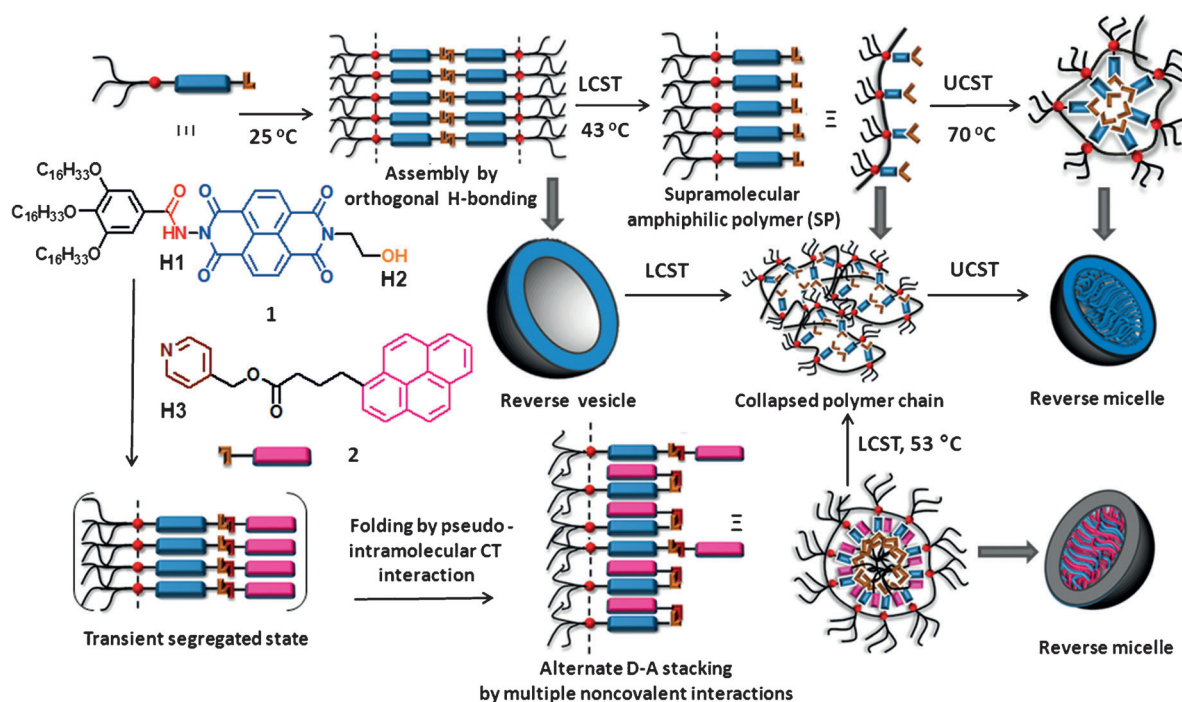 25 °C
LCST
43 °C
UCST
70 °C
Assembly by
orthogonal H-bonding
Supramolecular
amphiphilic polymer (SP)
C16H33O
C16H33O
C16H33O
O
HN
N
O
O
O
O
N
OH
H1
H2
1
LCST
UCST
N
O
O
H3
2
Reverse vesicle
Collapsed polymer chain
Reverse micelle
LCST, 53 °C
Folding by pseudo-
intramolecular CT
interaction
Transient segregated state
Alternate D-A stacking
by multiple noncovalent interactions
Reverse micelle